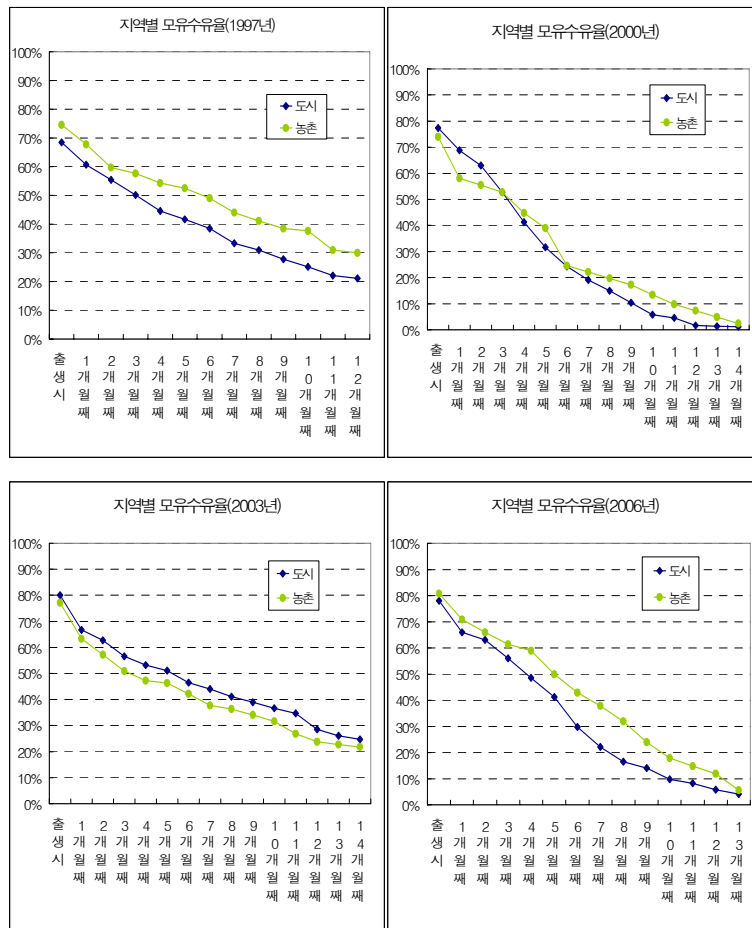 지역별 모유수유율(1997년)
100%
90%
80%
70%
60%
50%
40%
30%
20%
10%
0%
도시
농촌
출생시
1개월째
2개월째
3개월째
4개월째
5개월째
6개월째
7개월째
8개월째
9개월째
10개월째
11개월째
12개월째
지역별 모유수유율(2000년)
100%
90%
80%
70%
60%
50%
40%
30%
20%
10%
0%
도시
농촌
출생시
1개월째
2개월째
3개월째
4개월째
5개월째
6개월째
7개월째
8개월째
9개월째
10개월째
11개월째
12개월째
13개월째
14개월째
지역별 모유수유율(2003년)
100%
90%
80%
70%
60%
50%
40%
30%
20%
10%
0%
도시
농촌
출생시
1개월째
2개월째
3개월째
4개월째
5개월째
6개월째
7개월째
8개월째
9개월째
10개월째
11개월째
12개월째
13개월째
14개월째
지역별 모유수유율(2006년)
100%
90%
80%
70%
60%
50%
40%
30%
20%
10%
0%
도시
농촌
출생시
1개월째
2개월째
3개월째
4개월째
5개월째
6개월째
7개월째
8개월째
9개월째
10개월째
11개월째
12개월째
13개월째